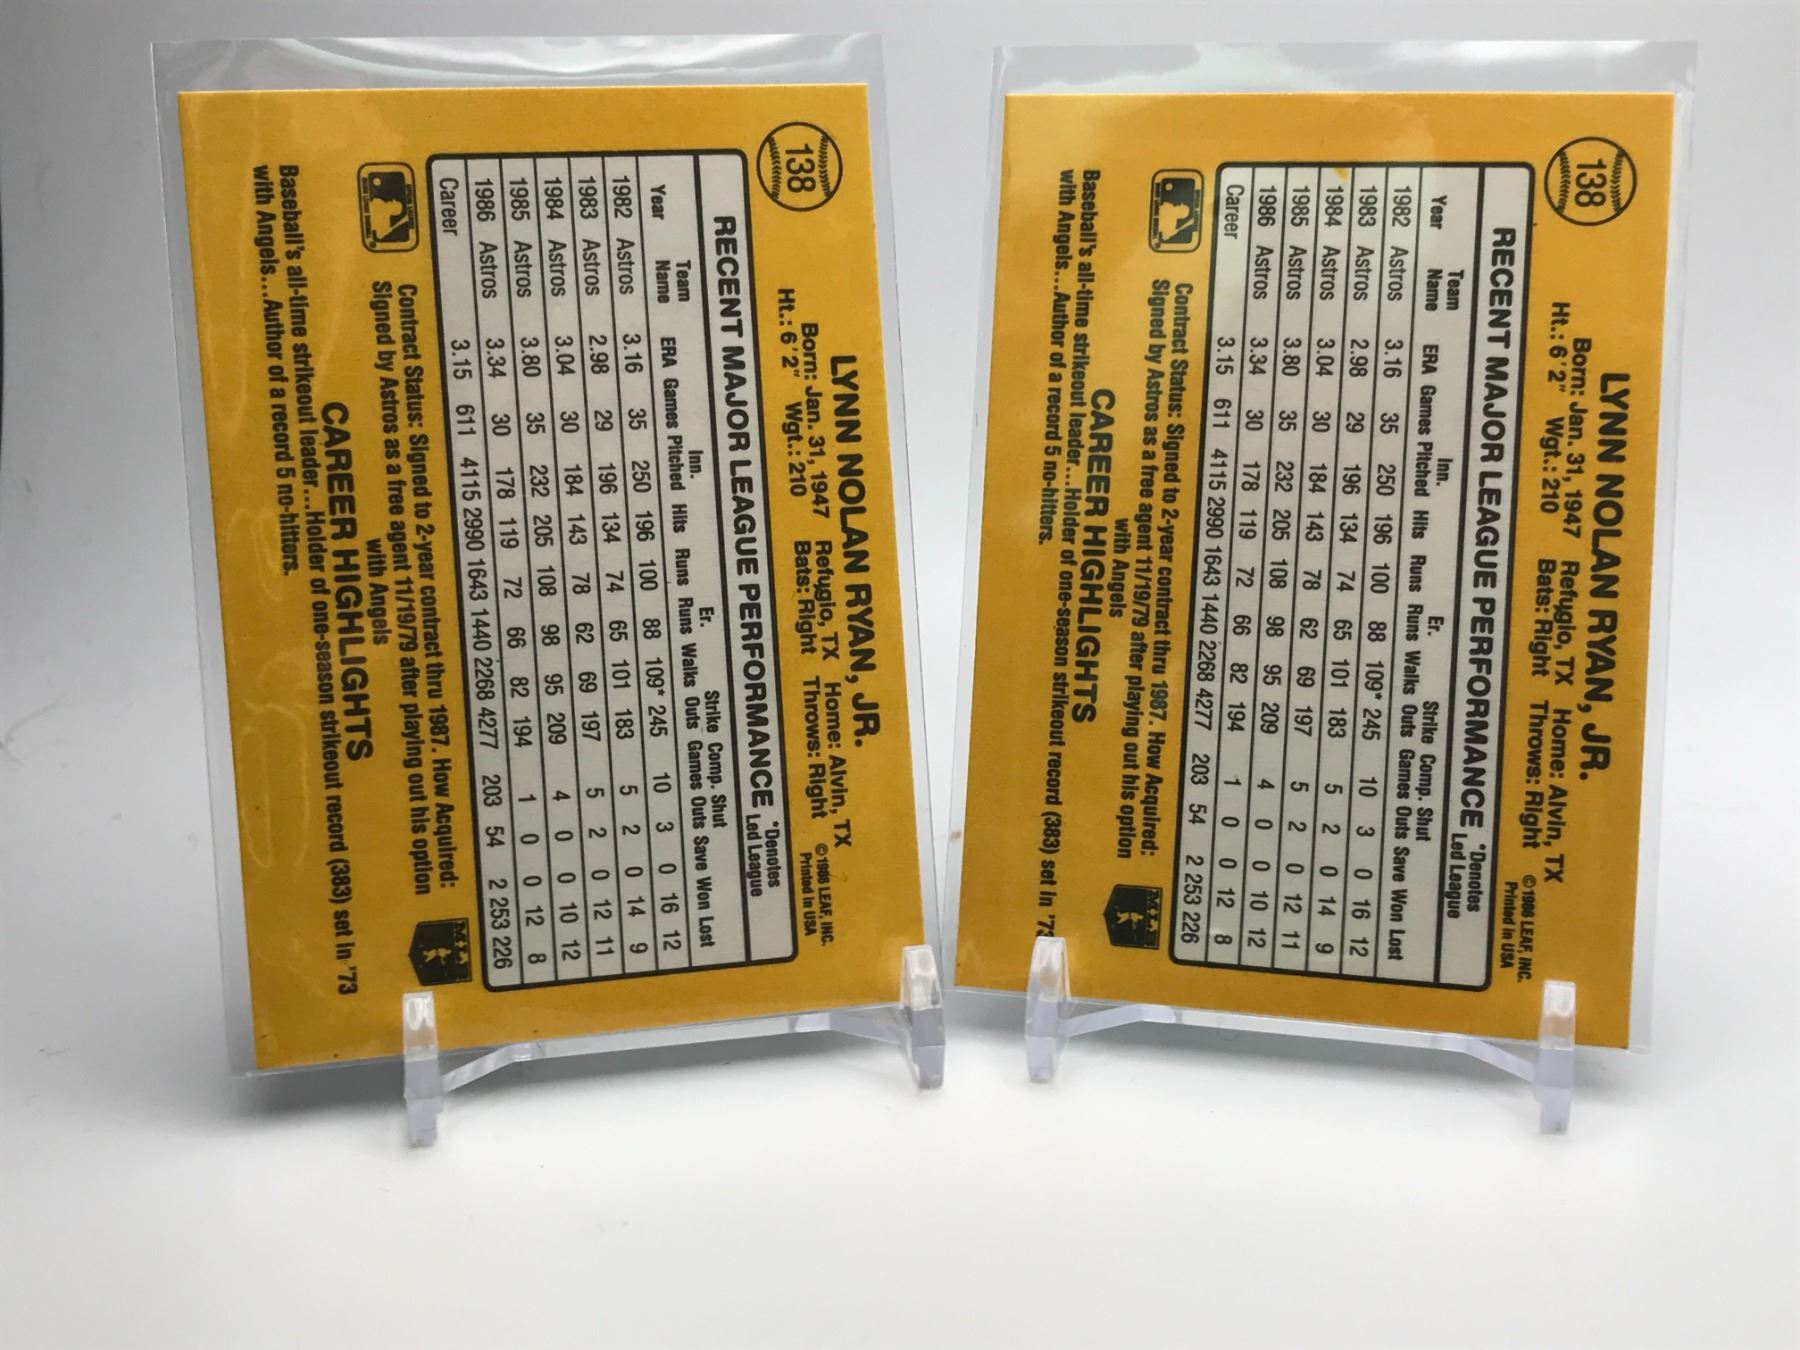 138
LYNN NOLAN RYAN, JR.
Born: Jan. 31, 1947 Refugio, TX Home: Alvin, TX
Ht.: 6'2" Wgt.: 210 Bats: Right Throws: Right
©1986 LEAF, INC.
Printed in USA
RECENT MAJOR LEAGUE PERFORMANCE *Denotes Led League
Year Team Name ERA Games Inn. Pitched Hits Runs Er. Runs Walks Strike Outs Comp. Games Shut Outs Save Won Lost
1982 Astros 3.16 35 250 196 100 88 109* 245 10 3 0 16 12
1983 Astros 2.98 29 196 134 74 65 101 183 5 2 0 14 9
1984 Astros 3.04 30 184 143 78 62 69 197 5 2 0 12 11
1985 Astros 3.80 35 232 205 108 98 95 209 4 0 0 10 12
1986 Astros 3.34 30 178 119 72 66 82 194 1 0 0 12 8
Career 3.15 611 4115 2990 1643 1440 2268 4277 203 54 2 253 226
Contract Status: Signed to 2-year contract thru 1987. How Acquired:
Signed by Astros as a free agent 11/19/79 after playing out his option
with Angels
CAREER HIGHLIGHTS
Baseball's all-time strikeout leader...Holder of one-season strikeout record (383) set in '73
with Angels...Author of a record 5 no-hitters.
138
LYNN NOLAN RYAN, JR.
Born: Jan. 31, 1947 Refugio, TX Home: Alvin, TX
Ht.: 6'2" Wgt.: 210 Bats: Right Throws: Right
©1986 LEAF, INC.
Printed in USA
RECENT MAJOR LEAGUE PERFORMANCE *Denotes Led League
Year Team Name ERA Games Inn. Pitched Hits Runs Er. Runs Walks Strike Outs Comp. Games Shut Outs Save Won Lost
1982 Astros 3.16 35 250 196 100 88 109* 245 10 3 0 16 12
1983 Astros 2.98 29 196 134 74 65 101 183 5 2 0 14 9
1984 Astros 3.04 30 184 143 78 62 69 197 5 2 0 12 11
1985 Astros 3.80 35 232 205 108 98 95 209 4 0 0 10 12
1986 Astros 3.34 30 178 119 72 66 82 194 1 0 0 12 8
Career 3.15 611 4115 2990 1643 1440 2268 4277 203 54 2 253 226
Contract Status: Signed to 2-year contract thru 1987. How Acquired:
Signed by Astros as a free agent 11/19/79 after playing out his option
with Angels
CAREER HIGHLIGHTS
Baseball's all-time strikeout leader...Holder of one-season strikeout record (383) set in '73
with Angels...Author of a record 5 no-hitters.